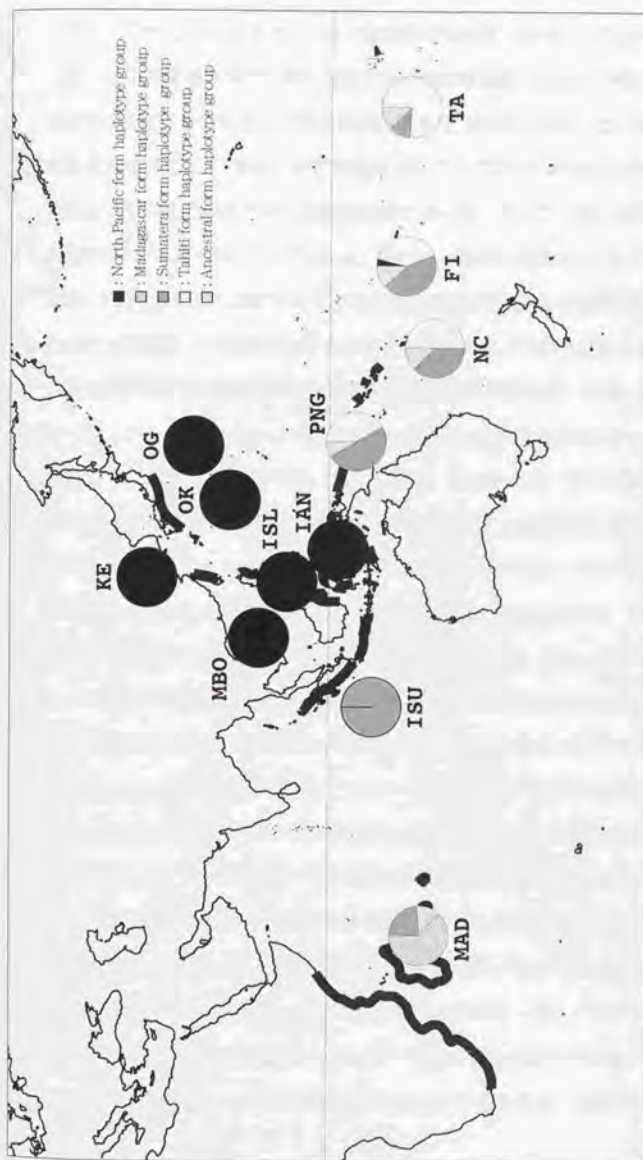 : North Pacific form haplotype group
: Madagascar form haplotype group
: Sumatera form haplotype group
: Tahiti form haplotype group
: Ancestral form haplotype group
KE
OK
OG
MBO
ISL
IAN
PNG
ISU
NC
FI
TA
MAD